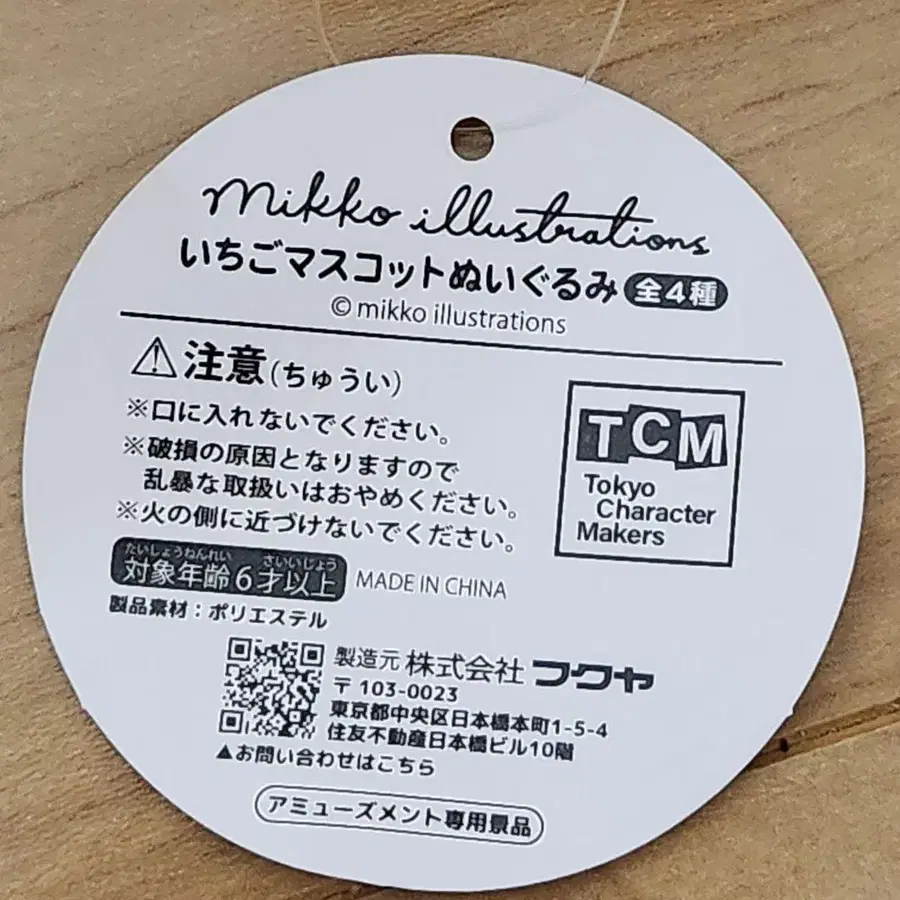 mikko illustrations
いちごマスコットぬいぐるみ 全4種
© mikko illustrations
⚠注意(ちゅうい)
※口に入れないでください。
※破損の原因となりますので
乱暴な取扱いはおやめください。
※火の側に近づけないでください。
TCM
Tokyo
Character
Makers
たいしょうねんれい さいいじょう
対象年齢6才以上 MADE IN CHINA
製品素材：ポリエステル
製造元 株式会社 フクヤ
〒103-0023
東京都中央区日本橋本町1-5-4
住友不動産日本橋ビル10階
▲お問い合わせはこちら
アミューズメント専用景品